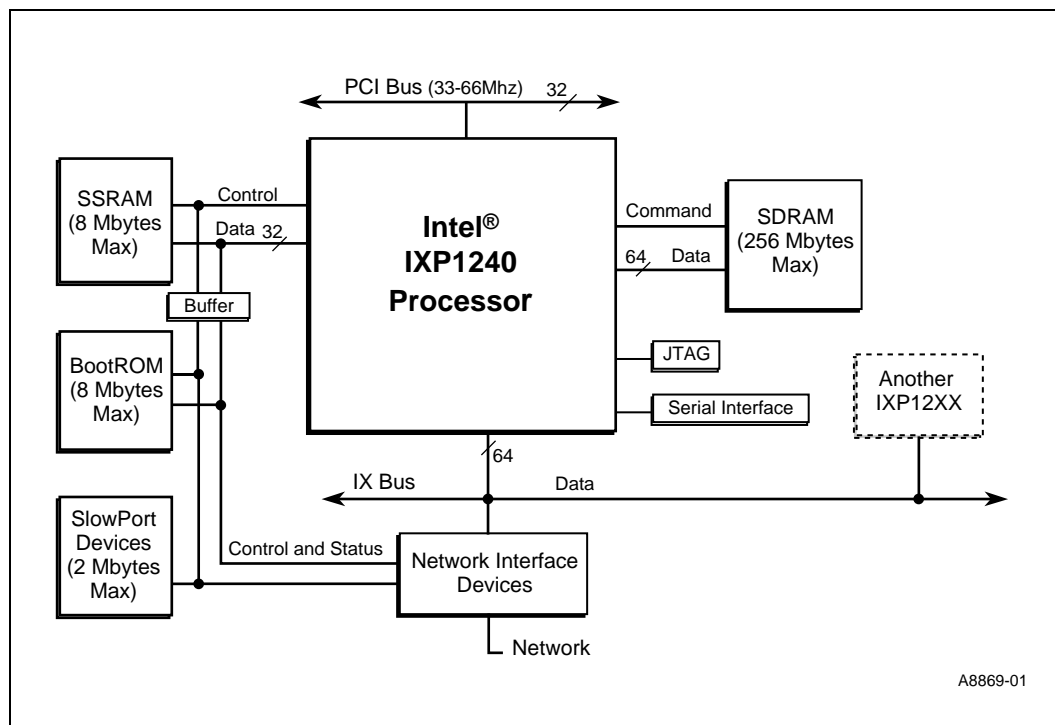 PCI Bus (33-66Mhz) 32
SSRAM
(8 Mbytes
Max)
Control
Data 32
Intel®
IXP1240
Processor
Command
64 Data
SDRAM
(256 Mbytes
Max)
Buffer
BootROM
(8 Mbytes
Max)
JTAG
Serial Interface
Another
IXP12XX
64
IX Bus
Data
SlowPort
Devices
(2 Mbytes
Max)
Control and Status
Network Interface
Devices
Network
A8869-01